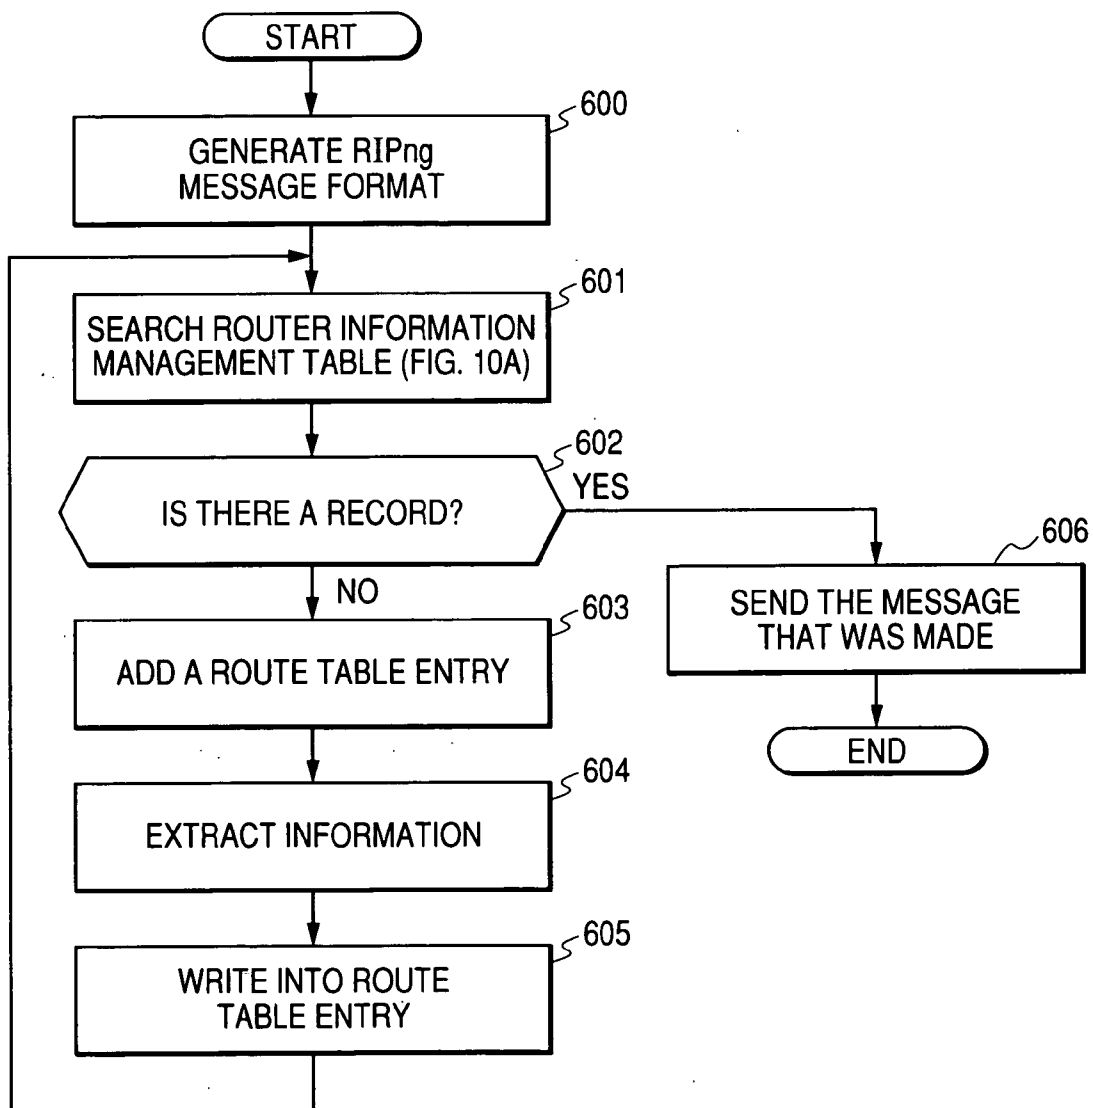 START
600
GENERATE RIPng
MESSAGE FORMAT
601
SEARCH ROUTER INFORMATION
MANAGEMENT TABLE (FIG. 10A)
602
IS THERE A RECORD?
YES
NO
606
SEND THE MESSAGE
THAT WAS MADE
END
603
ADD A ROUTE TABLE ENTRY
604
EXTRACT INFORMATION
605
WRITE INTO ROUTE
TABLE ENTRY